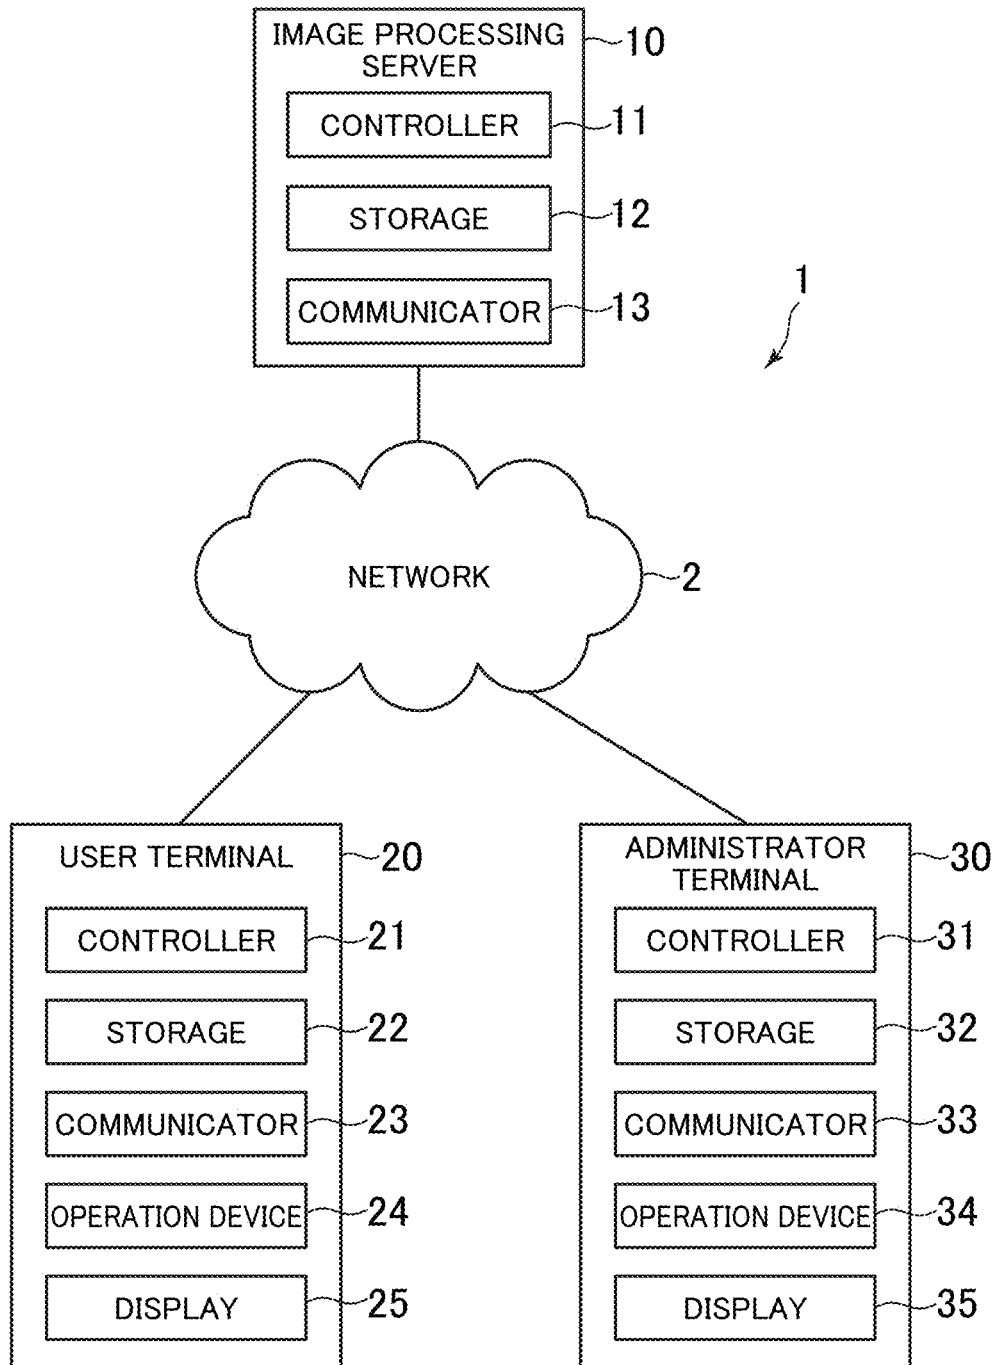 IMAGE PROCESSING
SERVER
10
CONTROLLER
11
STORAGE
12
COMMUNICATOR
13
1
NETWORK
2
USER TERMINAL
20
CONTROLLER
21
STORAGE
22
COMMUNICATOR
23
OPERATION DEVICE
24
DISPLAY
25
ADMINISTRATOR
TERMINAL
30
CONTROLLER
31
STORAGE
32
COMMUNICATOR
33
OPERATION DEVICE
34
DISPLAY
35